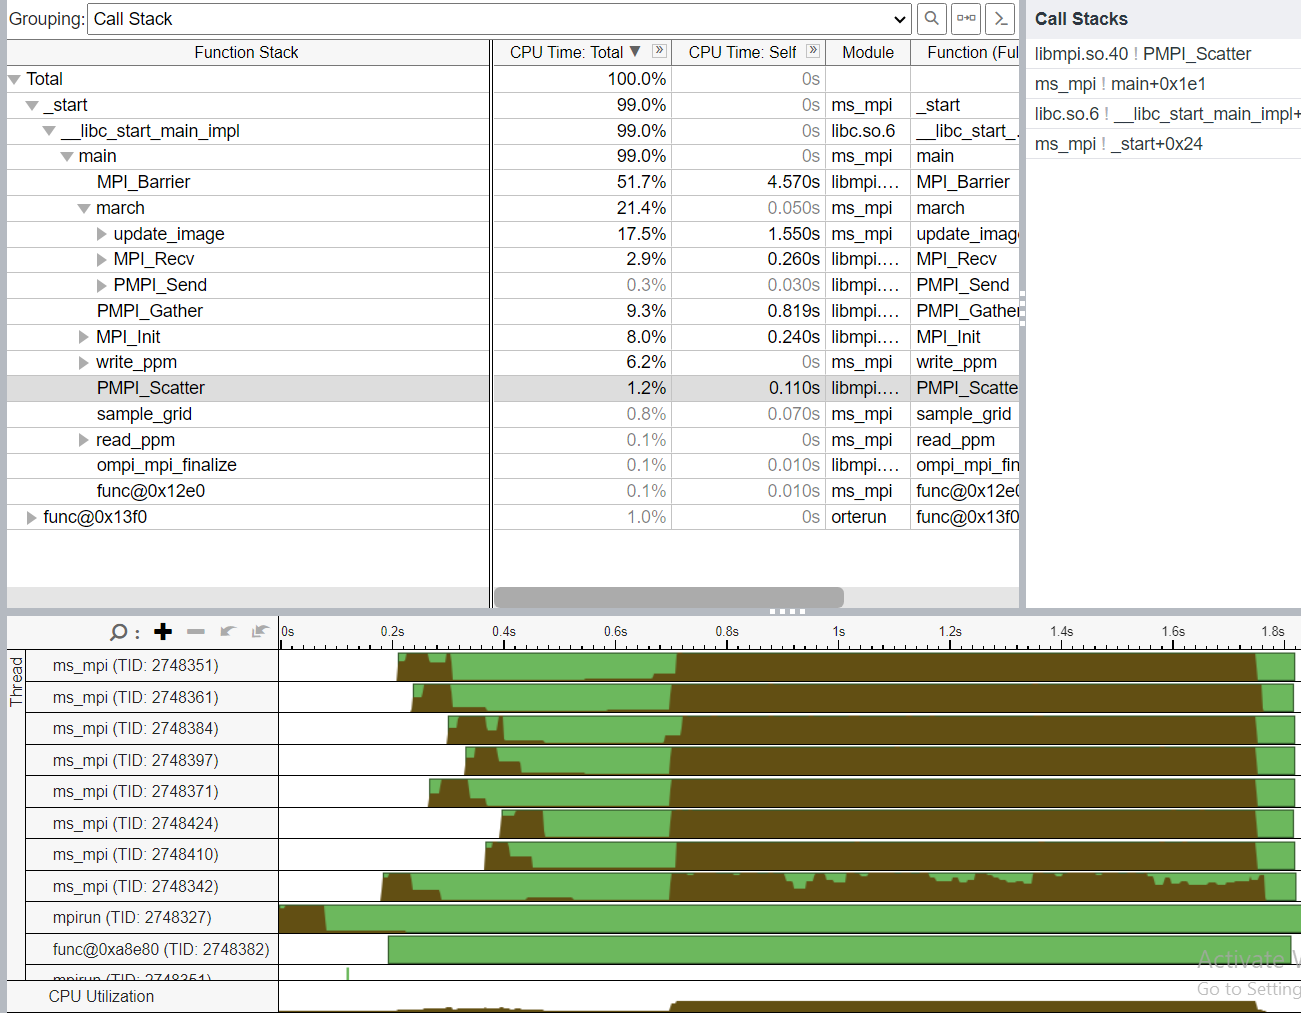 Grouping: Call Stack
Function Stack CPU Time: Total ▼ » CPU Time: Self » Module Function (Ful
Total 100.0% 0s
_start 99.0% 0s ms_mpi _start
__libc_start_main_impl 99.0% 0s libc.so.6 __libc_start_.
main 99.0% 0s ms_mpi main
MPI_Barrier 51.7% 4.570s libmpi.… MPI_Barrier
march 21.4% 0.050s ms_mpi march
update_image 17.5% 1.550s ms_mpi update_imag
MPI_Recv 2.9% 0.260s libmpi.… MPI_Recv
PMPI_Send 0.3% 0.030s libmpi.… PMPI_Send
PMPI_Gather 9.3% 0.819s libmpi.… PMPI_Gather
MPI_Init 8.0% 0.240s libmpi.… MPI_Init
write_ppm 6.2% 0s ms_mpi write_ppm
PMPI_Scatter 1.2% 0.110s libmpi.… PMPI_Scatte
sample_grid 0.8% 0.070s ms_mpi sample_grid
read_ppm 0.1% 0s ms_mpi read_ppm
ompi_mpi_finalize 0.1% 0.010s libmpi.… ompi_mpi_fin
func@0x12e0 0.1% 0.010s ms_mpi func@0x12e0
func@0x13f0 1.0% 0s orterun func@0x13f0
Call Stacks
libmpi.so.40 ! PMPI_Scatter
ms_mpi ! main+0x1e1
libc.so.6 ! __libc_start_main_impl+
ms_mpi ! _start+0x24
0s 0.2s 0.4s 0.6s 0.8s 1s 1.2s 1.4s 1.6s 1.8s
Thread
ms_mpi (TID: 2748351)
ms_mpi (TID: 2748361)
ms_mpi (TID: 2748384)
ms_mpi (TID: 2748397)
ms_mpi (TID: 2748371)
ms_mpi (TID: 2748424)
ms_mpi (TID: 2748410)
ms_mpi (TID: 2748342)
mpirun (TID: 2748327)
func@0xa8e80 (TID: 2748382)
mpirun (TID: 2748351)
CPU Utilization
Activate
Go to Setting